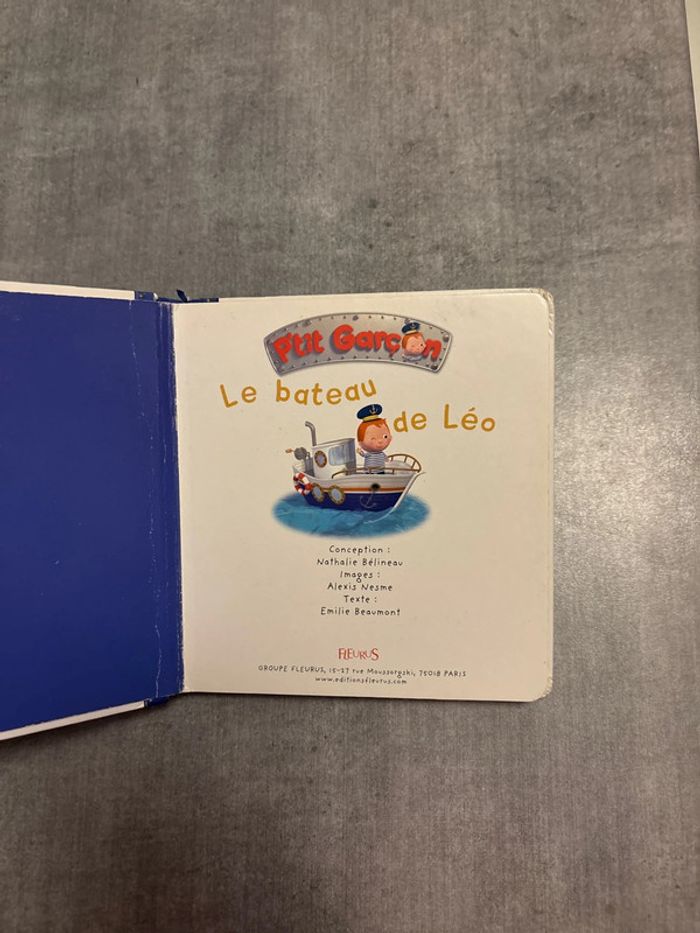 P'tit Garçon
Le bateau
de Léo
Conception :
Nathalie Bélineau
Images :
Alexis Nesme
Texte :
Emilie Beaumont
FLEURUS
GROUPE FLEURUS, 15-27 rue Moussorgski, 75018 PARIS
www.editionsfleurus.com